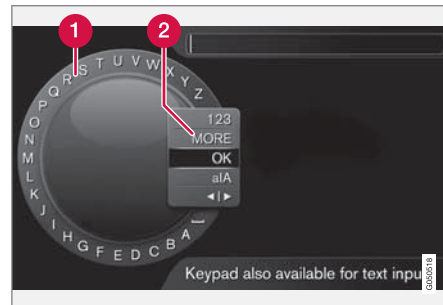 1
2
A B C D E F G H I J K L M N O P Q R S T U V W X Y Z
123
MORE
OK
a|A
◄|►
Keypad also available for text inpu
G050518